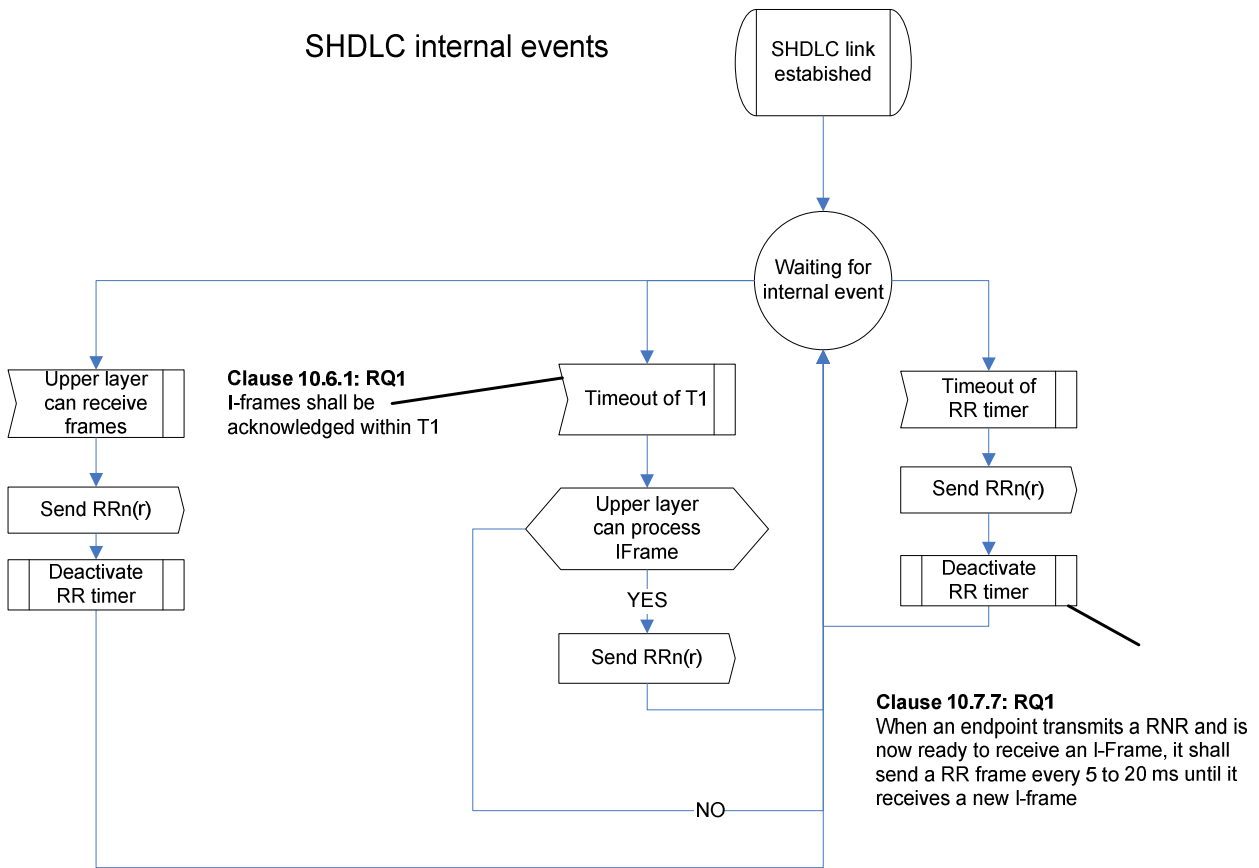 SHDLC internal events
SHDLC link
estabished
Waiting for
internal event
Upper layer
can receive
frames
Clause 10.6.1: RQ1
I-frames shall be
acknowledged within T1
Timeout of T1
Timeout of
RR timer
Send RRn(r)
Upper layer
can process
IFrame
Send RRn(r)
Deactivate
RR timer
Deactivate
RR timer
YES
Send RRn(r)
Clause 10.7.7: RQ1
When an endpoint transmits a RNR and is
now ready to receive an I-Frame, it shall
send a RR frame every 5 to 20 ms until it
receives a new I-frame
NO